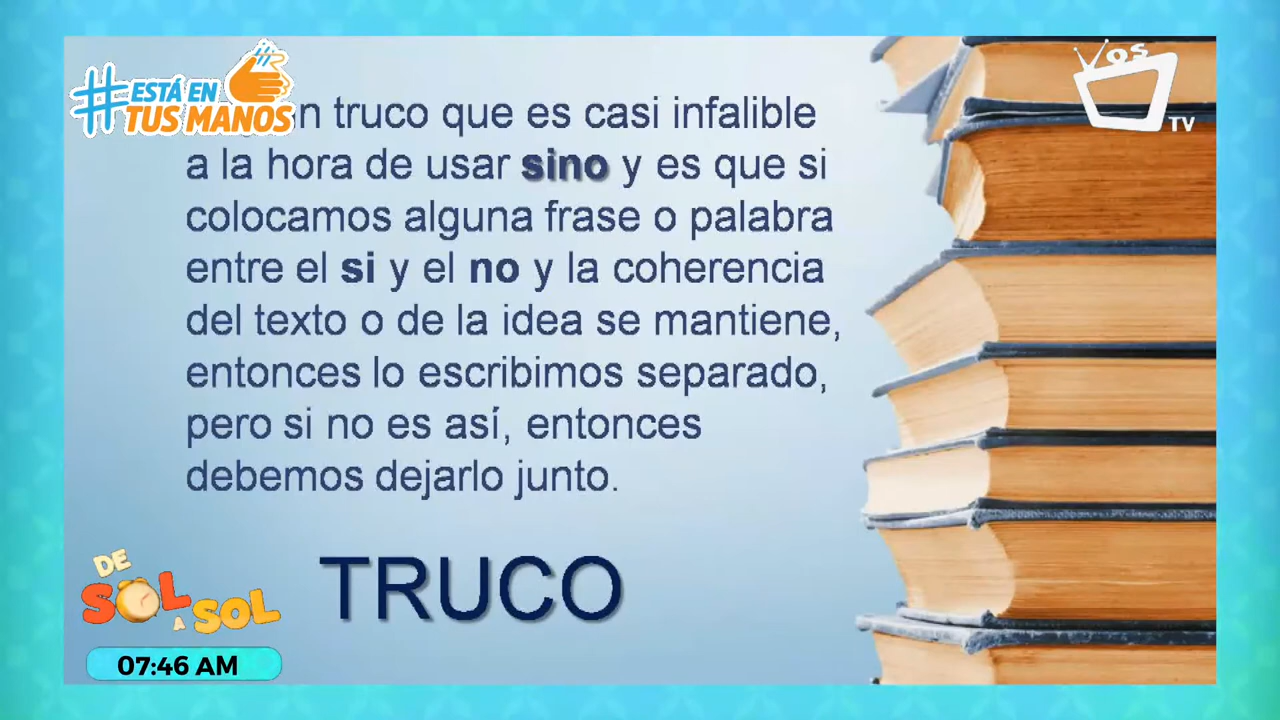 #ESTÁ EN
TUS MANOS
VOS
TV
n truco que es casi infalible
a la hora de usar sino y es que si
colocamos alguna frase o palabra
entre el si y el no y la coherencia
del texto o de la idea se mantiene,
entonces lo escribimos separado,
pero si no es así, entonces
debemos dejarlo junto.
TRUCO
DE
SOL
A
SOL
07:46 AM